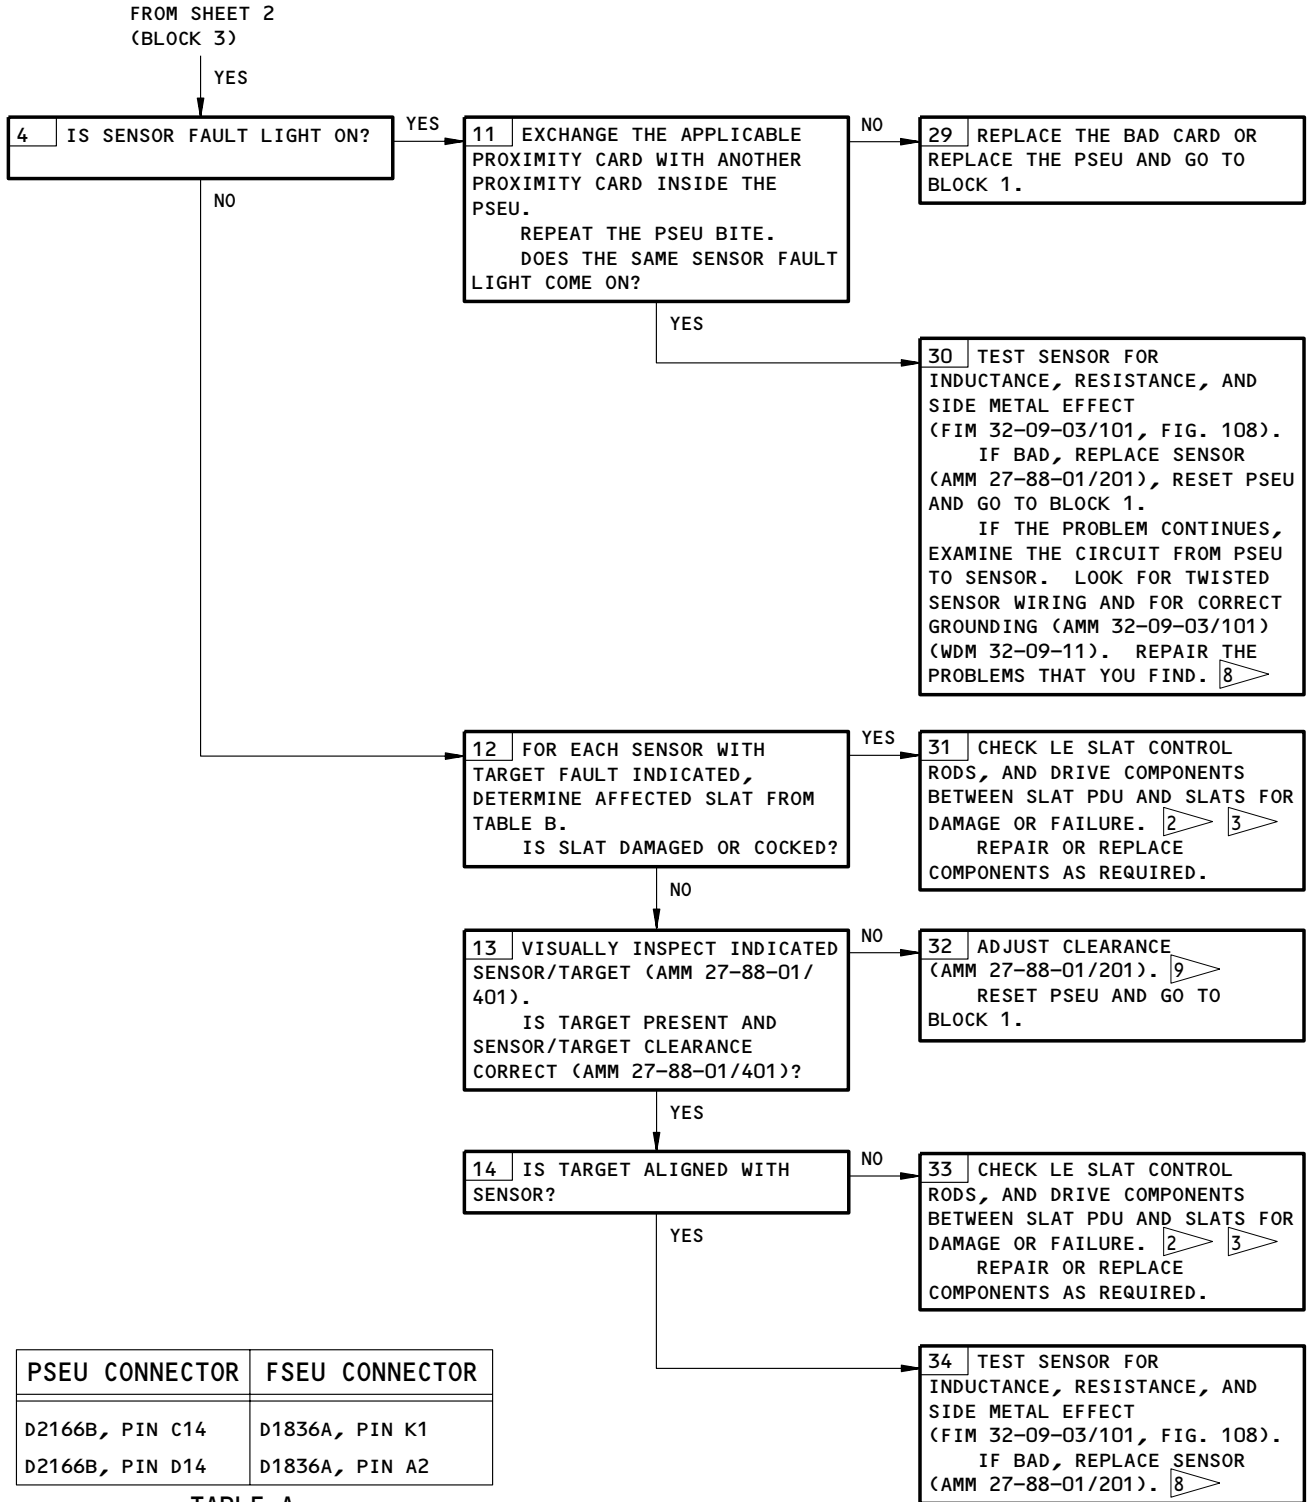 FROM SHEET 2
(BLOCK 3)
YES
4 IS SENSOR FAULT LIGHT ON?
YES
NO
11 EXCHANGE THE APPLICABLE
PROXIMITY CARD WITH ANOTHER
PROXIMITY CARD INSIDE THE
PSEU.
REPEAT THE PSEU BITE.
DOES THE SAME SENSOR FAULT
LIGHT COME ON?
NO
YES
29 REPLACE THE BAD CARD OR
REPLACE THE PSEU AND GO TO
BLOCK 1.
30 TEST SENSOR FOR
INDUCTANCE, RESISTANCE, AND
SIDE METAL EFFECT
(FIM 32-09-03/101, FIG. 108).
IF BAD, REPLACE SENSOR
(AMM 27-88-01/201), RESET PSEU
AND GO TO BLOCK 1.
IF THE PROBLEM CONTINUES,
EXAMINE THE CIRCUIT FROM PSEU
TO SENSOR. LOOK FOR TWISTED
SENSOR WIRING AND FOR CORRECT
GROUNDING (AMM 32-09-03/101)
(WDM 32-09-11). REPAIR THE
PROBLEMS THAT YOU FIND. 8
12 FOR EACH SENSOR WITH
TARGET FAULT INDICATED,
DETERMINE AFFECTED SLAT FROM
TABLE B.
IS SLAT DAMAGED OR COCKED?
YES
NO
31 CHECK LE SLAT CONTROL
RODS, AND DRIVE COMPONENTS
BETWEEN SLAT PDU AND SLATS FOR
DAMAGE OR FAILURE. 2 3
REPAIR OR REPLACE
COMPONENTS AS REQUIRED.
13 VISUALLY INSPECT INDICATED
SENSOR/TARGET (AMM 27-88-01/
401).
IS TARGET PRESENT AND
SENSOR/TARGET CLEARANCE
CORRECT (AMM 27-88-01/401)?
NO
YES
32 ADJUST CLEARANCE
(AMM 27-88-01/201). 9
RESET PSEU AND GO TO
BLOCK 1.
14 IS TARGET ALIGNED WITH
SENSOR?
NO
YES
33 CHECK LE SLAT CONTROL
RODS, AND DRIVE COMPONENTS
BETWEEN SLAT PDU AND SLATS FOR
DAMAGE OR FAILURE. 2 3
REPAIR OR REPLACE
COMPONENTS AS REQUIRED.
34 TEST SENSOR FOR
INDUCTANCE, RESISTANCE, AND
SIDE METAL EFFECT
(FIM 32-09-03/101, FIG. 108).
IF BAD, REPLACE SENSOR
(AMM 27-88-01/201). 8
PSEU CONNECTOR FSEU CONNECTOR
D2166B, PIN C14 D1836A, PIN K1
D2166B, PIN D14 D1836A, PIN A2
TABLE A